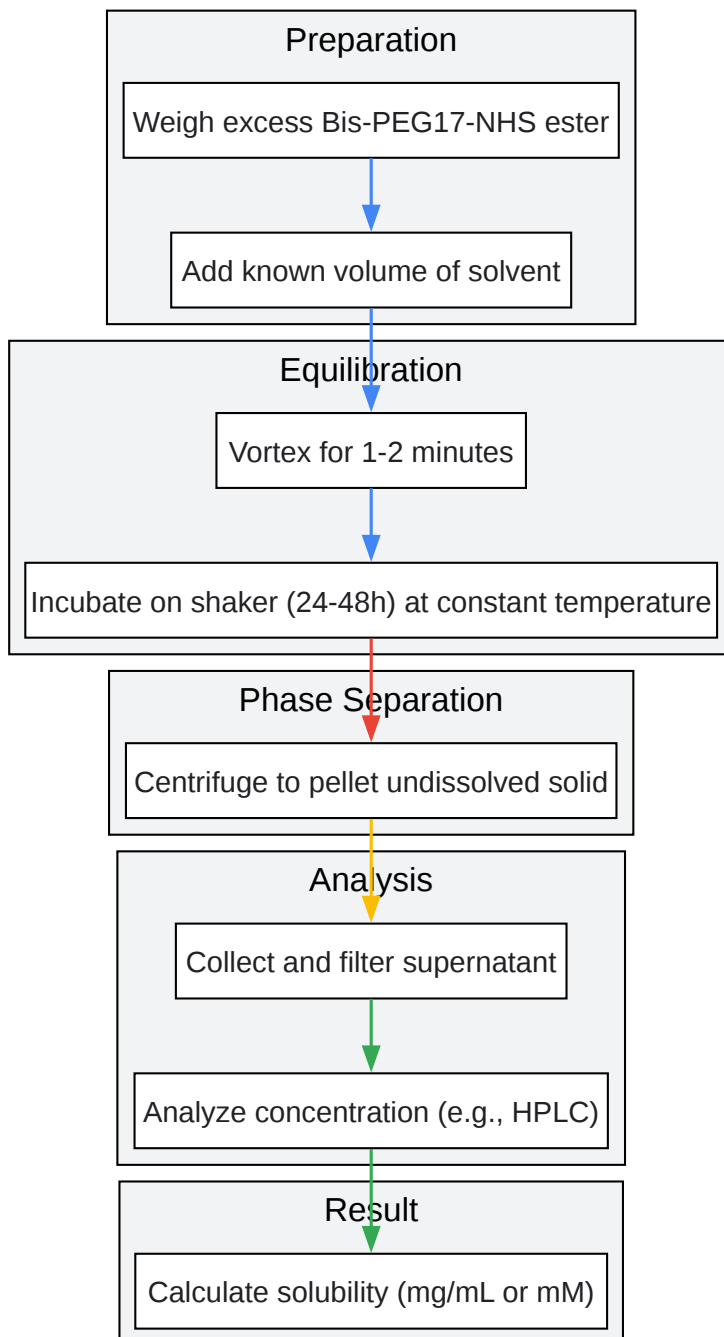 Preparation
Weigh excess Bis-PEG17-NHS ester
Add known volume of solvent
Equilibration
Vortex for 1-2 minutes
Incubate on shaker (24-48h) at constant temperature
Phase Separation
Centrifuge to pellet undissolved solid
Analysis
Collect and filter supernatant
Analyze concentration (e.g., HPLC)
Result
Calculate solubility (mg/mL or mM)